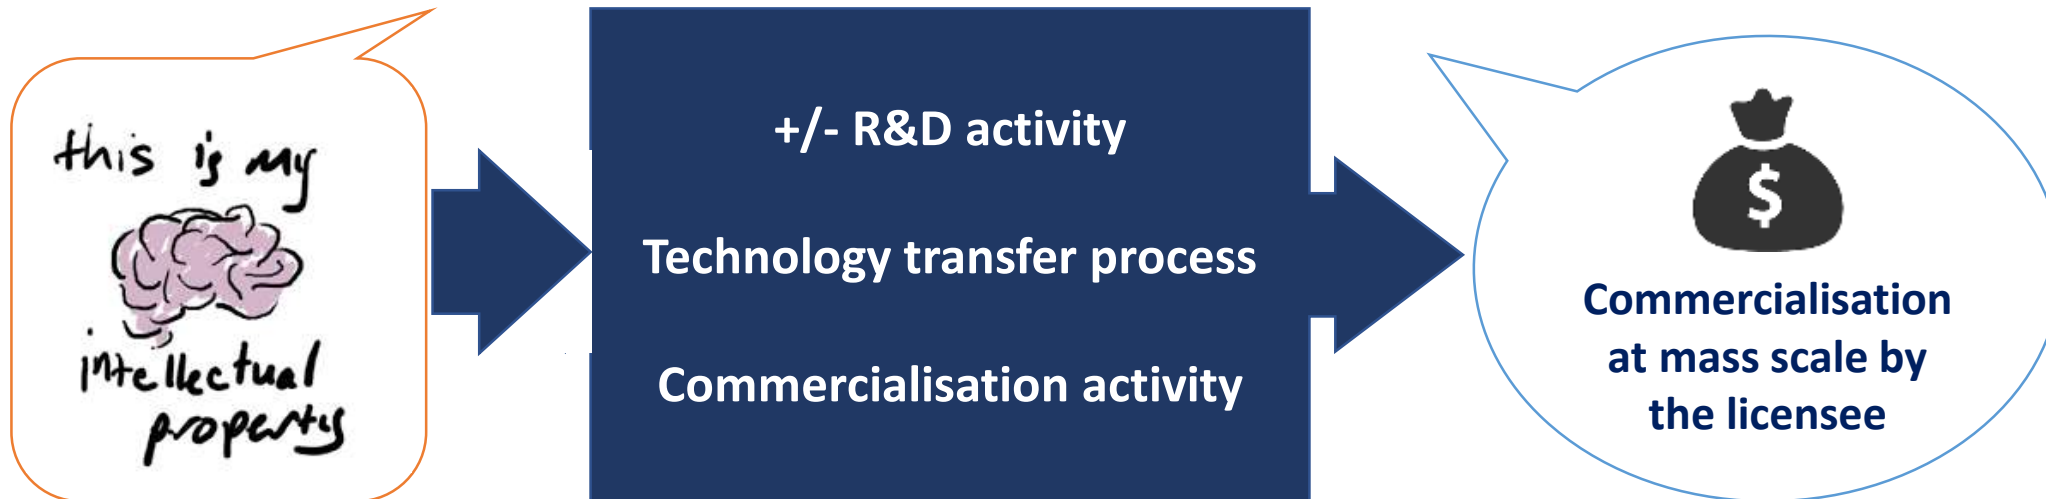 this is my
intellectual
property
+/- R&D activity
Technology transfer process
Commercialisation activity
$
Commercialisation
at mass scale by
the licensee